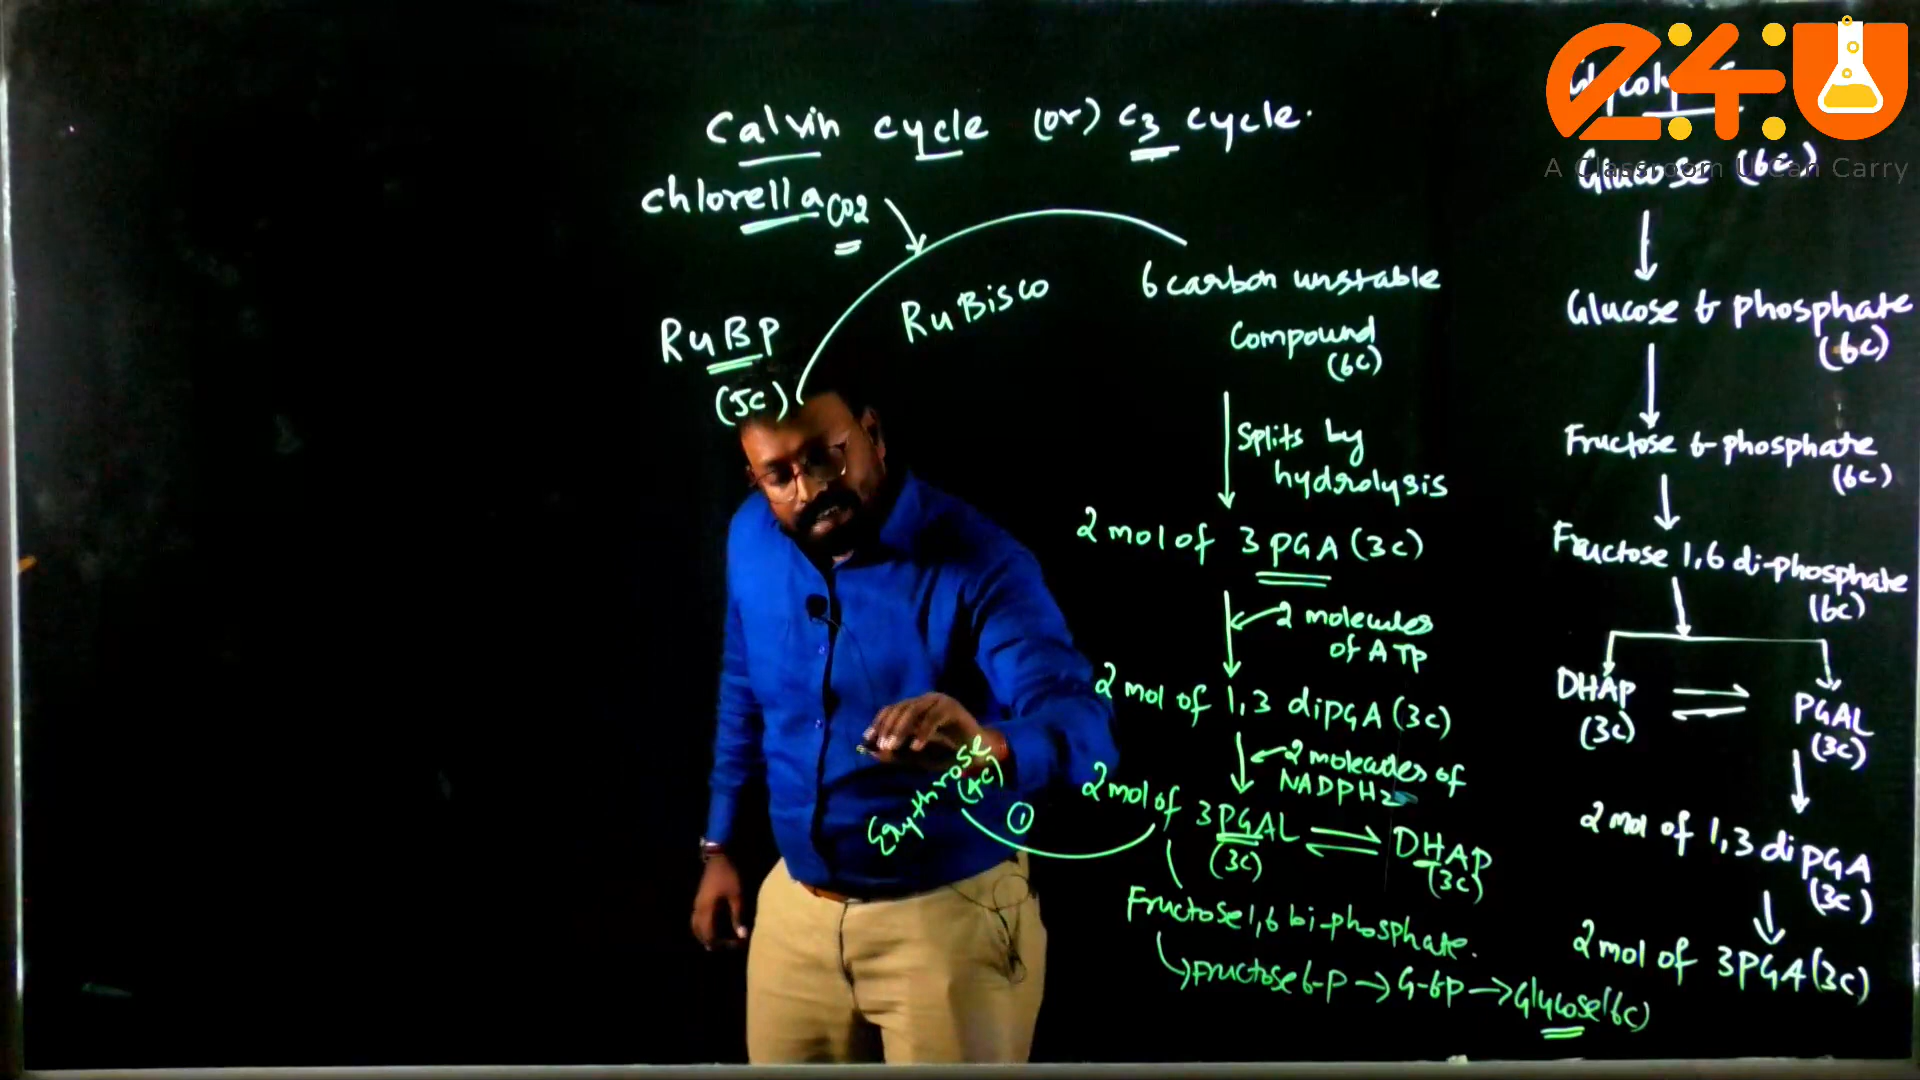 e4U
A Classroom U Can Carry
Calvin cycle (or) C3 cycle.
chlorella
CO2
RuBisCO
RuBP
(5C)
6 carbon unstable
Compound
(6C)
Splits by
hydrolysis
2 mol of 3 PGA (3C)
2 molecules
of ATP
2 mol of 1,3 diPGA (3C)
2 molecules of
NADPH2
2 mol of 3PGAL ⇌ DHAP
(3C)
(3C)
①
Erythrose
(4C)
Fructose 1,6 bi-phosphate.
Fructose 6-P → G-6P → Glucose (6C)
Glucose (6C)
Glucose 6 phosphate
(6C)
Fructose 6-phosphate
(6C)
Fructose 1,6 di-phosphate
(6C)
DHAP ⇌ PGAL
(3C)
(3C)
2 mol of 1,3 diPGA
(3C)
2 mol of 3PGA (3C)